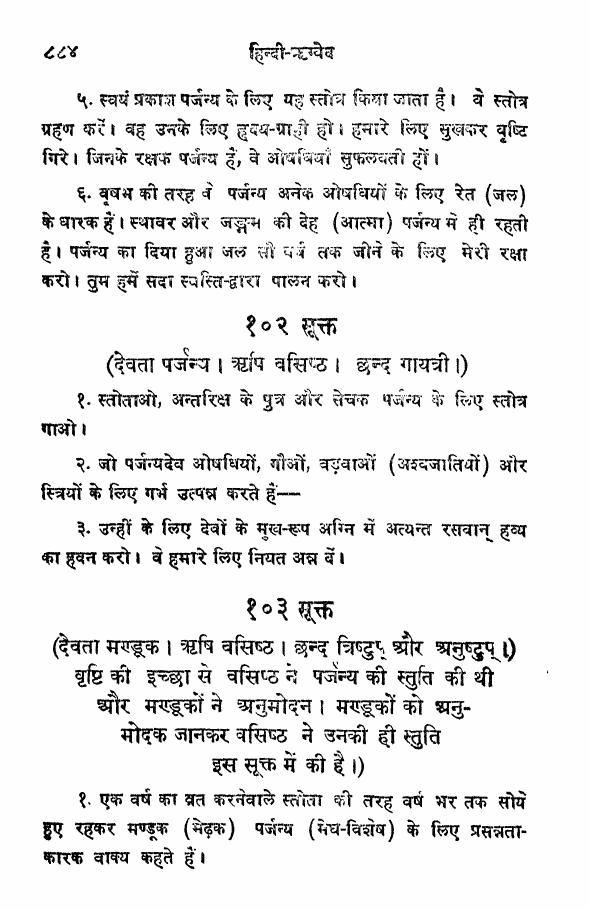 ८८४ हिन्दी-ऋग्वेद
५. स्वयं प्रकाश पर्जन्य के लिए यह स्तोत्र किया जाता है। वे स्तोत्र
ग्रहण करें। वह उनके लिए हृदय-ग्राही हो। हमारे लिए सुखकर वृष्टि
गिरे। जिनके रक्षक पर्जन्य हैं, वे ओषधियाँ सुफलवती हों।
६. वृषभ की तरह वे पर्जन्य अनेक ओषधियों के लिए रेत (जल)
के धारक हैं। स्थावर और जङ्गम की देह (आत्मा) पर्जन्य में ही रहती
है। पर्जन्य का दिया हुआ जल सौ वर्ष तक जीने के लिए मेरी रक्षा
करो। तुम हमें सदा स्वस्ति-द्वारा पालन करो।
१०२ सूक्त
(देवता पर्जन्य। ऋषि वसिष्ठ। छन्द गायत्री।)
१. स्तोताओ, अन्तरिक्ष के पुत्र और सेचक पर्जन्य के लिए स्तोत्र
गाओ।
२. जो पर्जन्यदेव ओषधियों, गौओं, वड़वाओं (अश्वजातियों) और
स्त्रियों के लिए गर्भ उत्पन्न करते हैं—
३. उन्हीं के लिए देवों के मुख-रूप अग्नि में अत्यन्त रसवान् हव्य
का हवन करो। वे हमारे लिए नियत अन्न दें।
१०३ सूक्त
(देवता मण्डूक। ऋषि वसिष्ठ। छन्द त्रिष्टुप् और अनुष्टुप्।)
वृष्टि की इच्छा से वसिष्ठ ने पर्जन्य की स्तुति की थी
और मण्डूकों ने अनुमोदन। मण्डूकों को अनु-
मोदक जानकर वसिष्ठ ने उनकी ही स्तुति
इस सूक्त में की है।)
१. एक वर्ष का व्रत करनेवाले स्तोता की तरह वर्ष भर तक सोये
हुए रहकर मण्डूक (मेढ़क) पर्जन्य (मेघ-विशेष) के लिए प्रसन्नता-
कारक वाक्य कहते हैं।